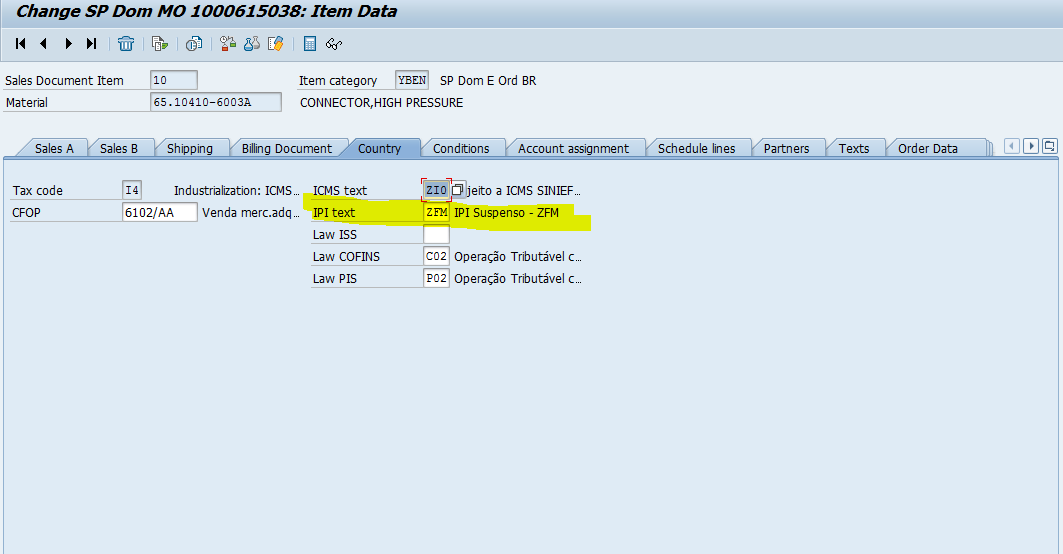 Change SP Dom MO 1000615038: Item Data
Sales Document Item 10 Item category YBEN SP Dom E Ord BR
Material 65.10410-6003A CONNECTOR,HIGH PRESSURE
Sales A Sales B Shipping Billing Document Country Conditions Account assignment Schedule lines Partners Texts Order Data
Tax code I4 Industrialization: ICMS... ICMS text ZI0 jeito a ICMS SINIEF...
CFOP 6102/AA Venda merc.adq... IPI text ZFM IPI Suspenso - ZFM
Law ISS
Law COFINS C02 Operação Tributável c...
Law PIS P02 Operação Tributável c...